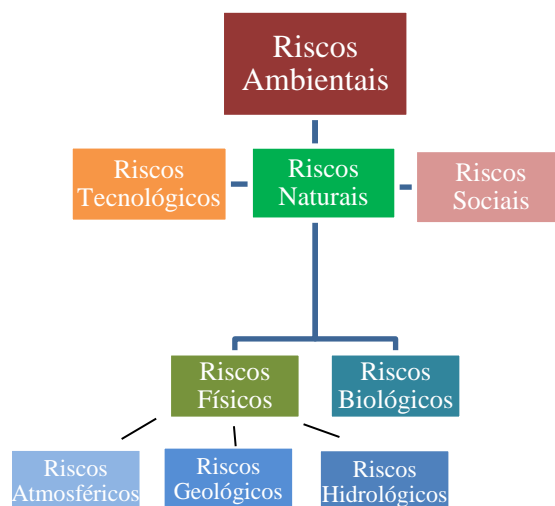 Riscos
Ambientais
Riscos
Tecnológicos
Riscos
Naturais
Riscos
Sociais
Riscos
Físicos
Riscos
Biológicos
Riscos
Atmosféricos
Riscos
Geológicos
Riscos
Hidrológicos